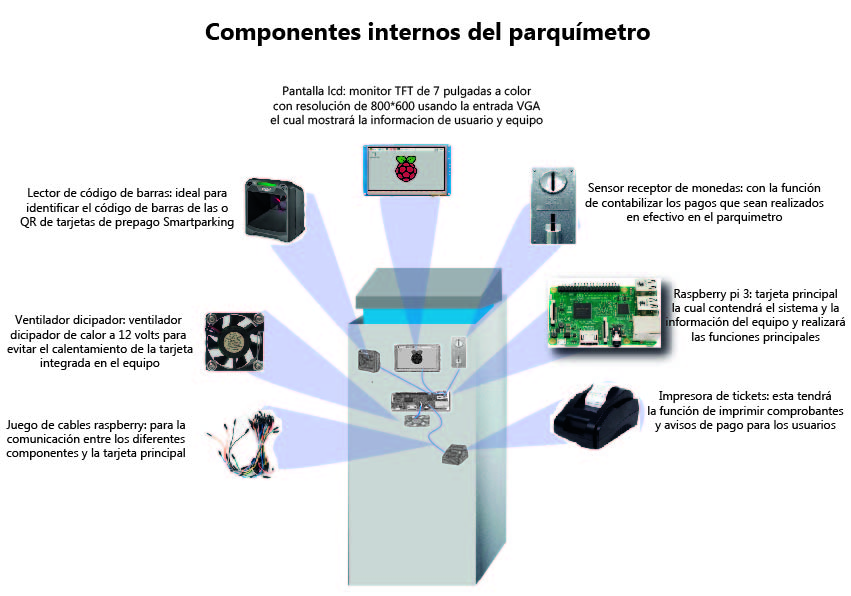 Componentes internos del parquímetro
Pantalla lcd: monitor TFT de 7 pulgadas a color
con resolución de 800*600 usando la entrada VGA
el cual mostrará la informacion de usuario y equipo
Lector de código de barras: ideal para
identificar el código de barras de las o
QR de tarjetas de prepago Smartparking
Sensor receptor de monedas: con la función
de contabilizar los pagos que sean realizados
en efectivo en el parquimetro
Ventilador dicipador: ventilador
dicipador de calor a 12 volts para
evitar el calentamiento de la tarjeta
integrada en el equipo
Raspberry pi 3: tarjeta principal
la cual contendrá el sistema y la
información del equipo y realizará
las funciones principales
Juego de cables raspberry: para la
comunicación entre los diferentes
componentes y la tarjeta principal
Impresora de tickets: esta tendrá
la función de imprimir comprobantes
y avisos de pago para los usuarios